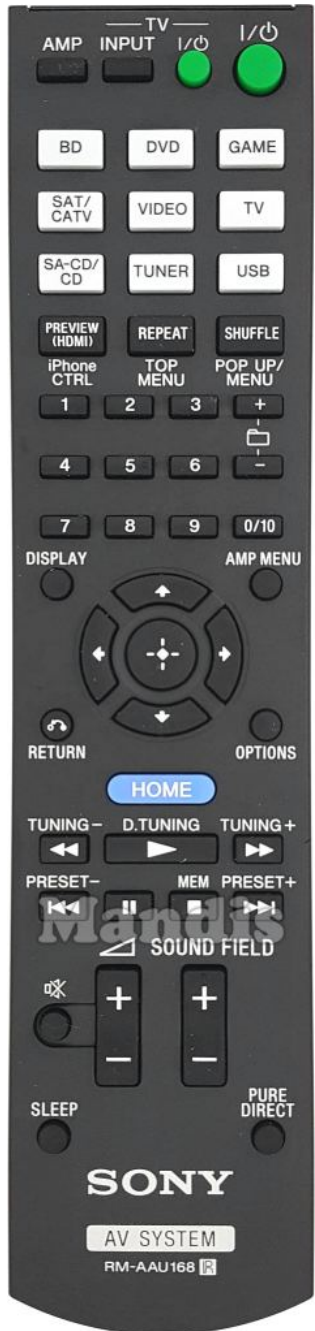 TV
AMP INPUT I/⏻ I/⏻
BD DVD GAME
SAT/
CATV VIDEO TV
SA-CD/
CD TUNER USB
PREVIEW
(HDMI) REPEAT SHUFFLE
iPhone
CTRL TOP
MENU POP UP/
MENU
1 2 3 +
4 5 6 −
7 8 9 0/10
DISPLAY AMP MENU
RETURN OPTIONS
HOME
TUNING− D.TUNING TUNING+
PRESET− MEM PRESET+
Mandis
SOUND FIELD
+ +
− −
SLEEP PURE
DIRECT
SONY
AV SYSTEM
RM-AAU168 R